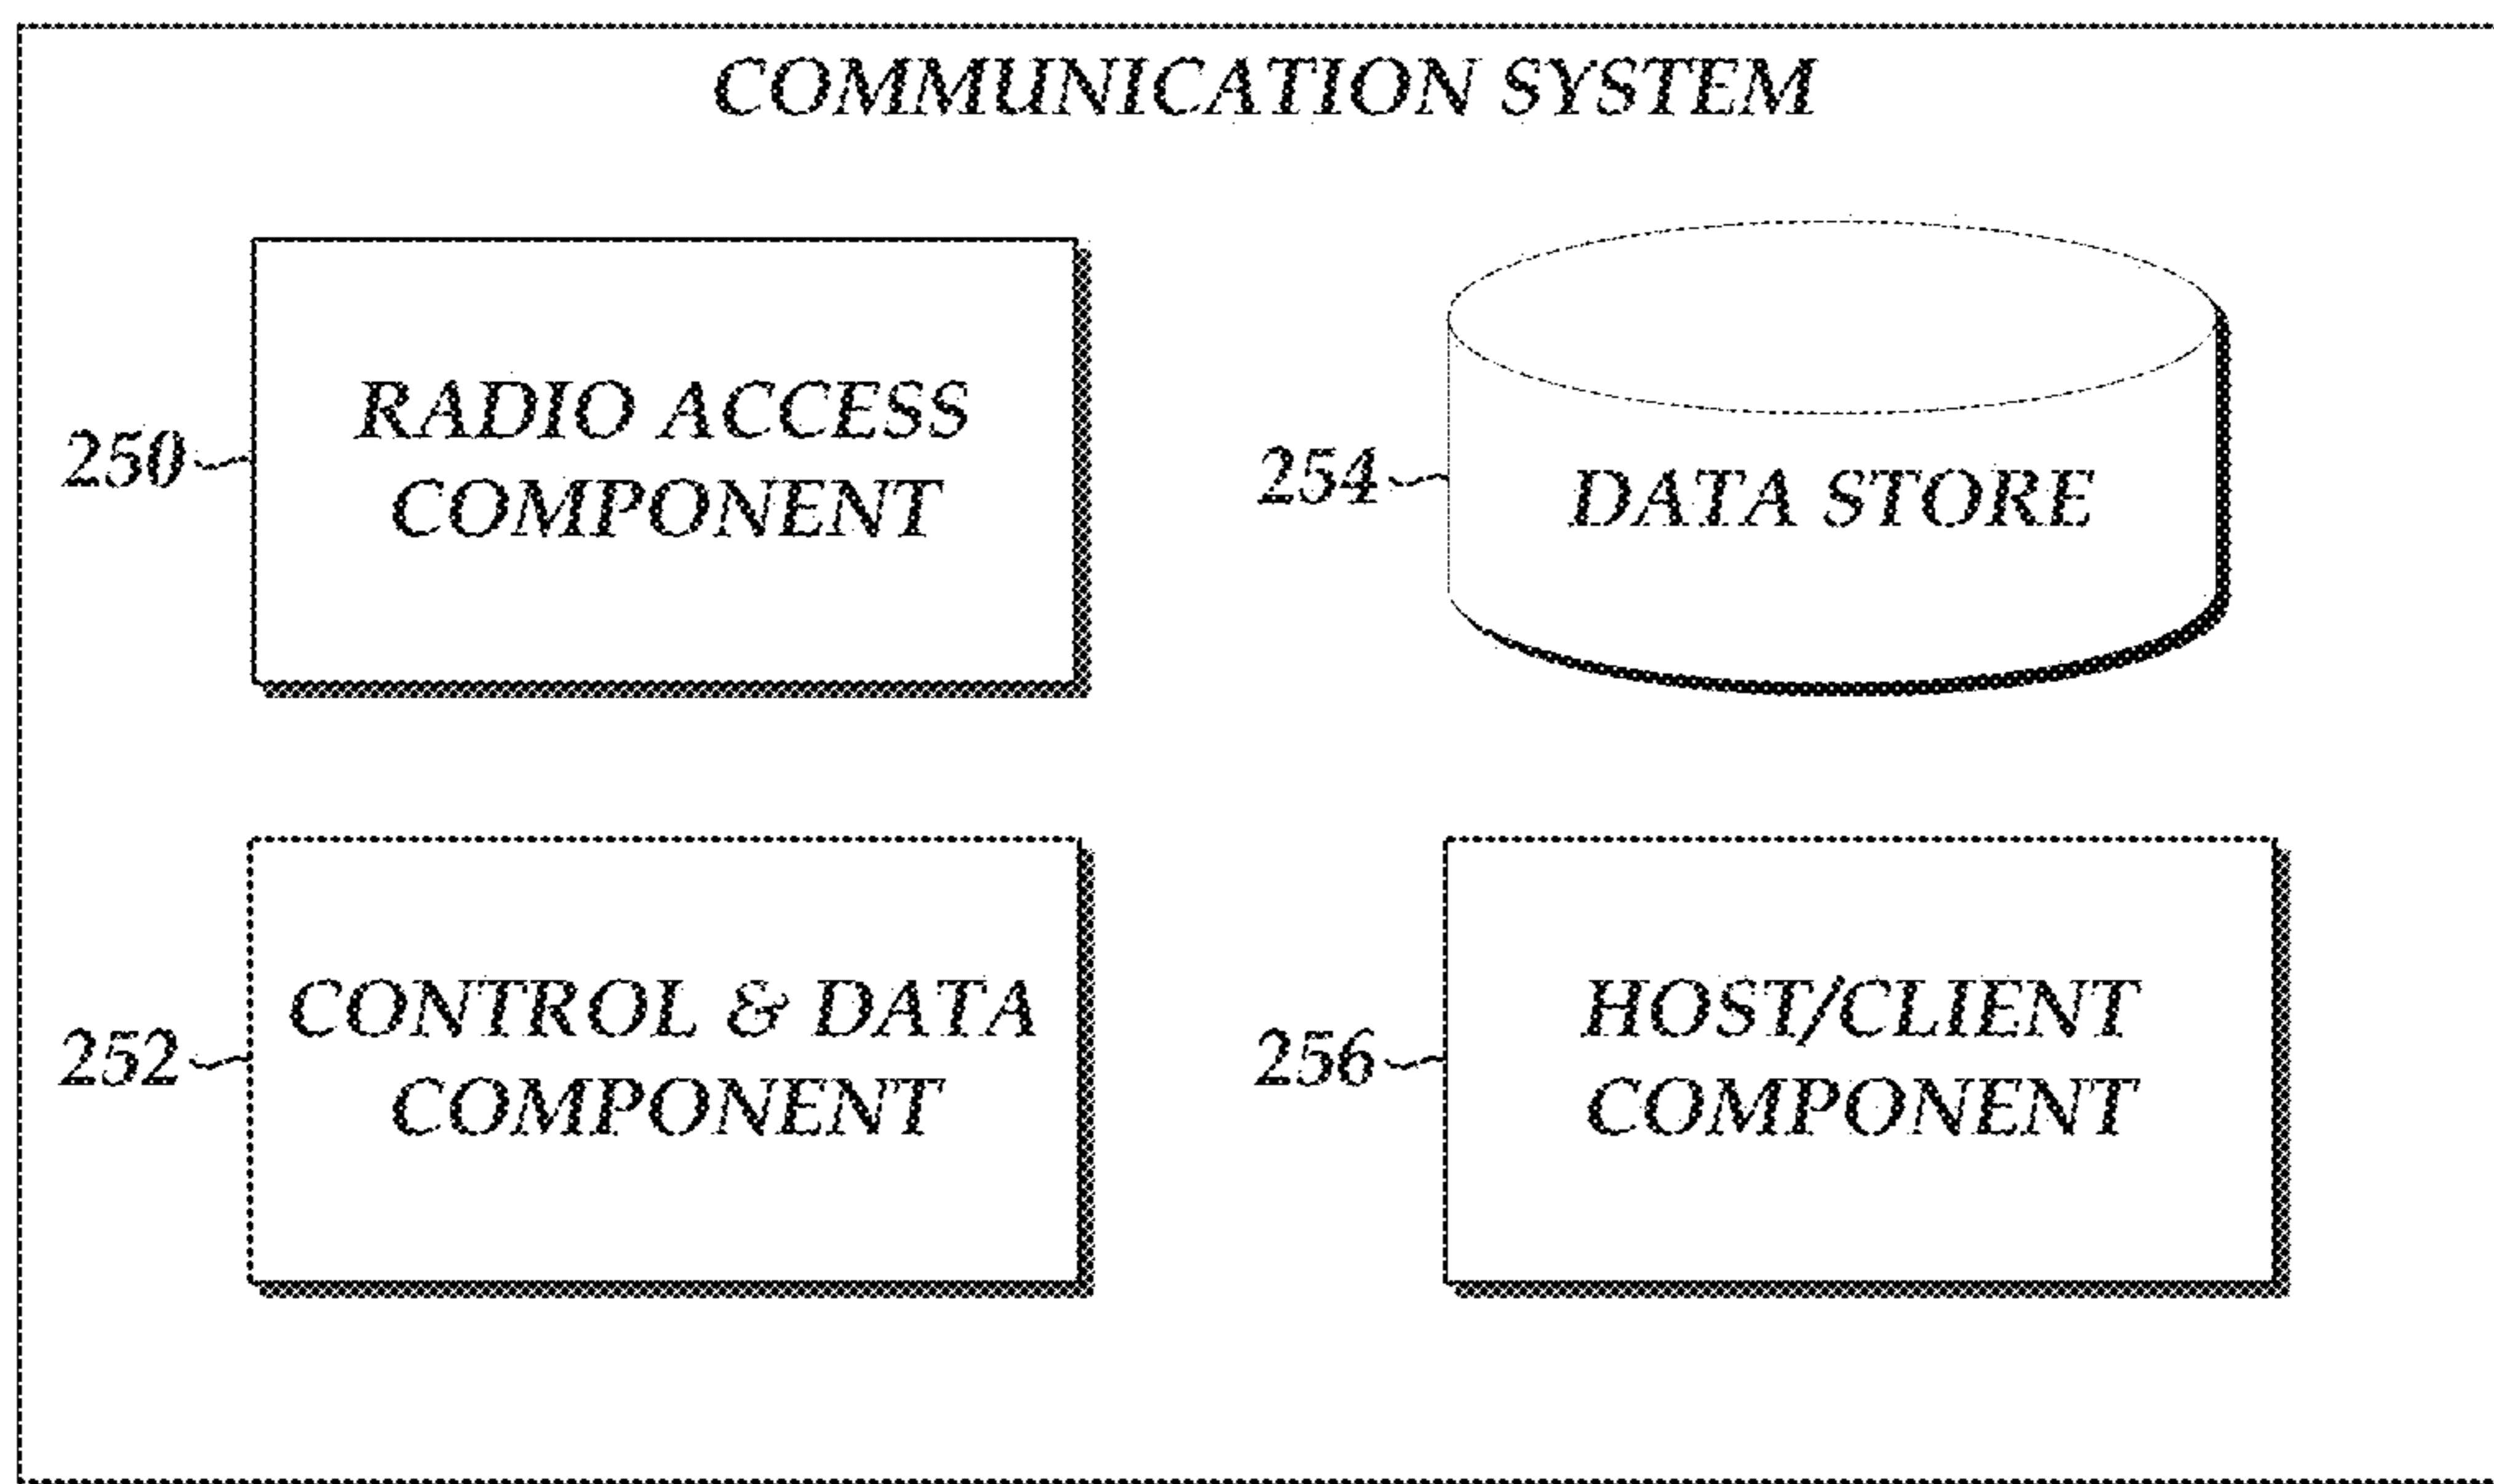 COMMUNICATION SYSTEM
250
RADIO ACCESS
COMPONENT
254
DATA STORE
252
CONTROL & DATA
COMPONENT
256
HOST/CLIENT
COMPONENT